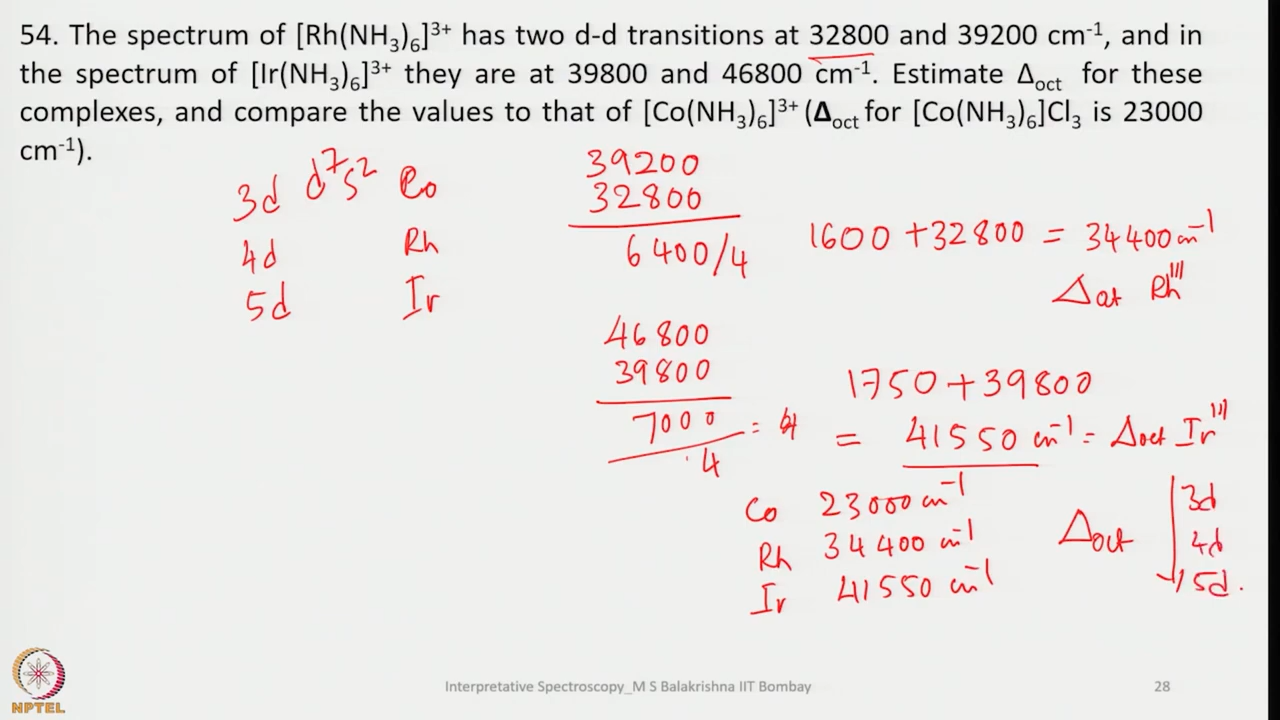 54. The spectrum of [Rh(NH₃)₆]³⁺ has two d-d transitions at 32800 and 39200 cm⁻¹, and in
the spectrum of [Ir(NH₃)₆]³⁺ they are at 39800 and 46800 cm⁻¹. Estimate Δoct for these
complexes, and compare the values to that of [Co(NH₃)₆]³⁺ (Δoct for [Co(NH₃)₆]Cl₃ is 23000
cm⁻¹).
3d d⁷s² Co
4d Rh
5d Ir
39200
32800
6400/4
1600 + 32800 = 34400 cm⁻¹
Δoct Rh^III
46800
39800
7000
4
=
1750 + 39800
= 41550 cm⁻¹ = Δoct Ir^III
Co 23000 cm⁻¹
Rh 34400 cm⁻¹
Ir 41550 cm⁻¹
Δoct
3d
4d
5d.
NPTEL
Interpretative Spectroscopy_M S Balakrishna IIT Bombay
28